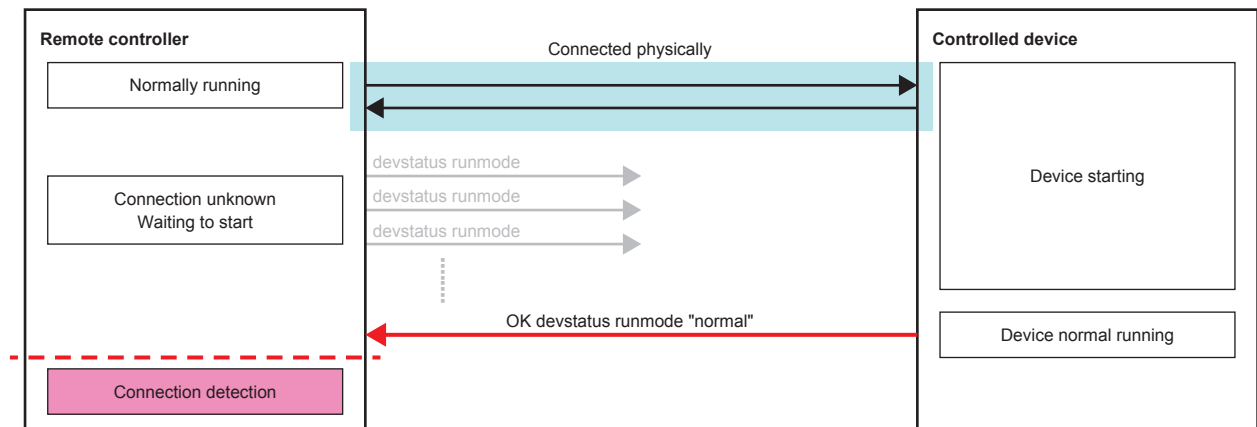 Remote controller
Connected physically
Controlled device
Normally running
devstatus runmode
Connection unknown
Waiting to start
devstatus runmode
devstatus runmode
Device starting
OK devstatus runmode "normal"
Device normal running
Connection detection